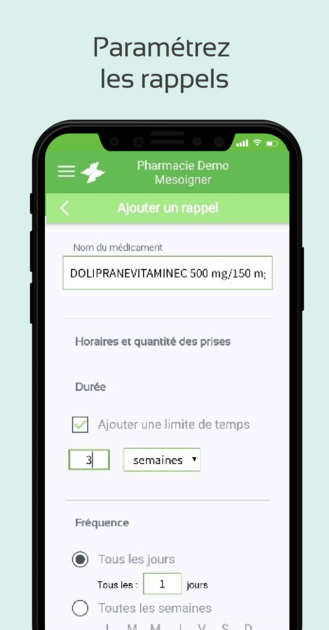 Paramétrez
les rappels
Pharmacie Demo
Mesoigner
Ajouter un rappel
Nom du médicament
DOLIPRANEVITAMINEC 500 mg/150 m
Horaires et quantité des prises
Durée
Ajouter une limite de temps
3 semaines
Fréquence
Tous les jours
Tous les : 1 jours
Toutes les semaines
L M M J V S D